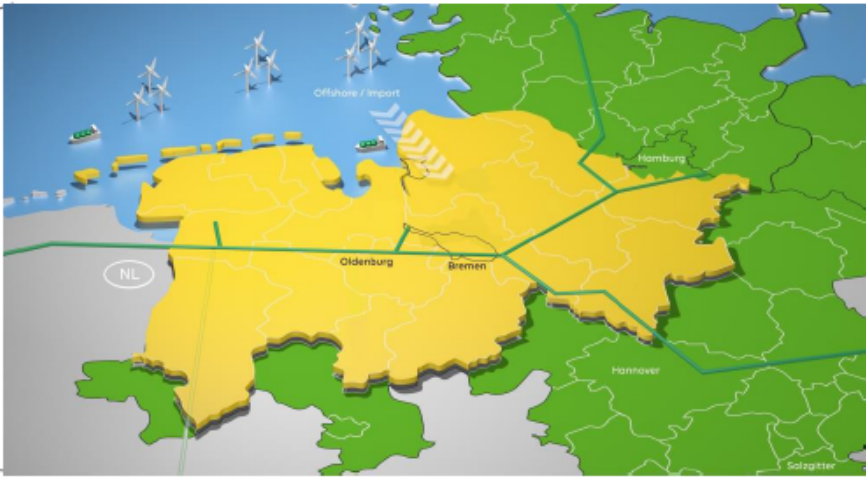 Offshore / Import
Hamburg
NL
Oldenburg
Bremen
Hannover
Salzgitter